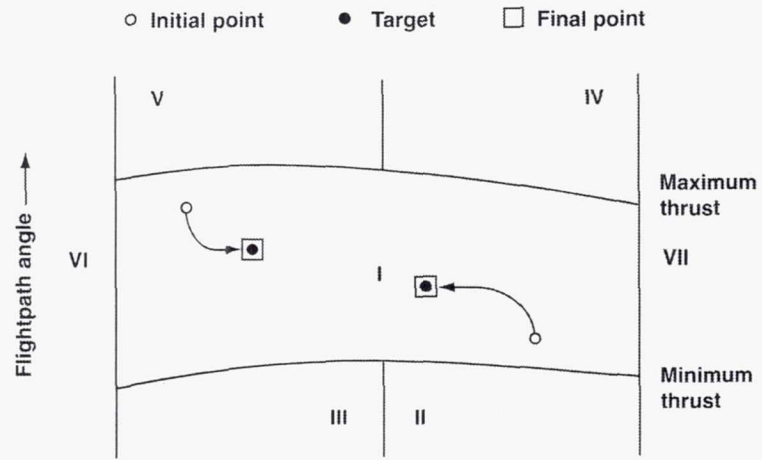 Initial point Target Final point
V IV
Maximum
thrust
Flightpath angle
VI I VII
Minimum
thrust
III II